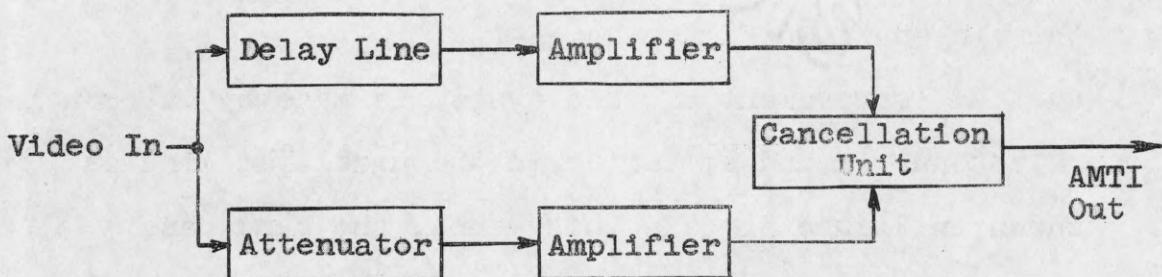 Delay Line
Amplifier
Video In
Cancellation
Unit
AMTI
Out
Attenuator
Amplifier